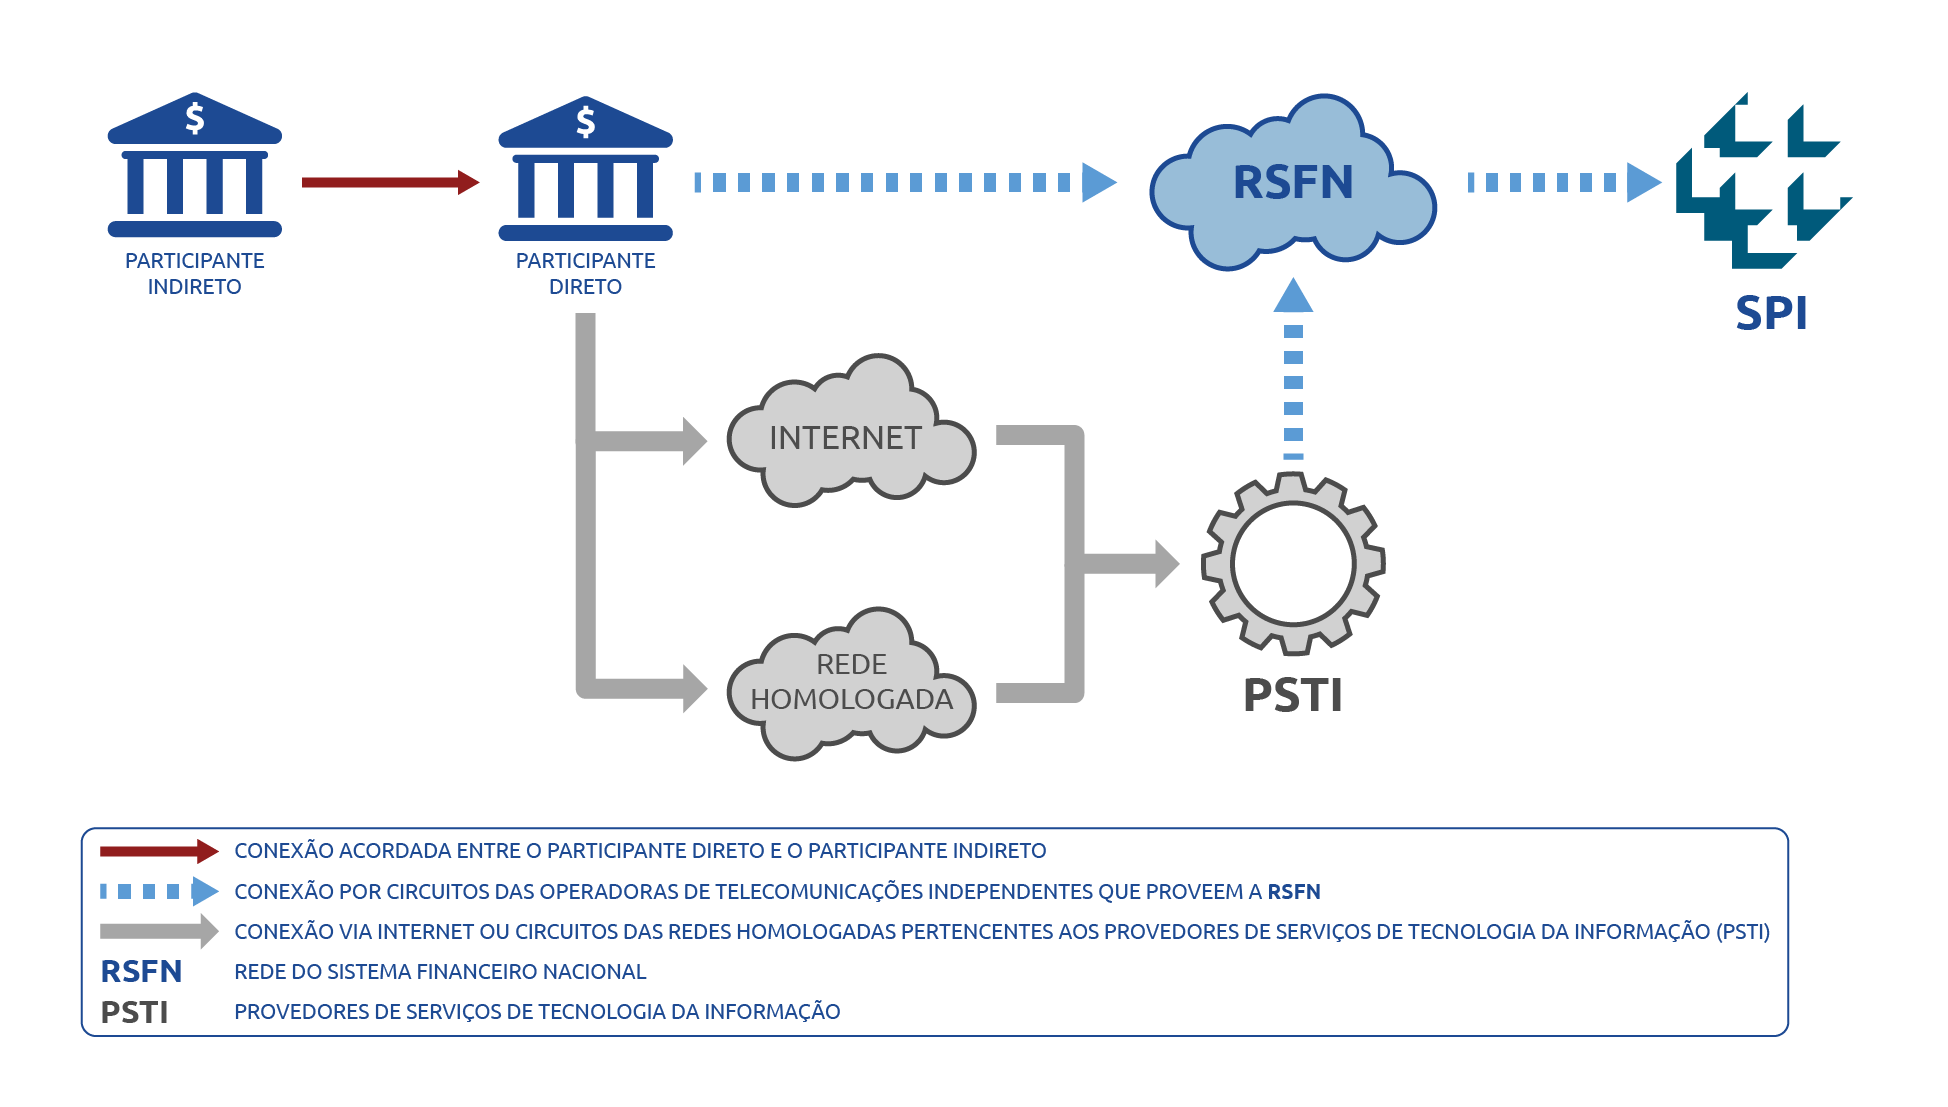 $
$
PARTICIPANTE
INDIRETO
PARTICIPANTE
DIRETO
RSFN
SPI
INTERNET
REDE
HOMOLOGADA
PSTI
CONEXÃO ACORDADA ENTRE O PARTICIPANTE DIRETO E O PARTICIPANTE INDIRETO
CONEXÃO POR CIRCUITOS DAS OPERADORAS DE TELECOMUNICAÇÕES INDEPENDENTES QUE PROVEEM A RSFN
CONEXÃO VIA INTERNET OU CIRCUITOS DAS REDES HOMOLOGADAS PERTENCENTES AOS PROVEDORES DE SERVIÇOS DE TECNOLOGIA DA INFORMAÇÃO (PSTI)
RSFN REDE DO SISTEMA FINANCEIRO NACIONAL
PSTI PROVEDORES DE SERVIÇOS DE TECNOLOGIA DA INFORMAÇÃO